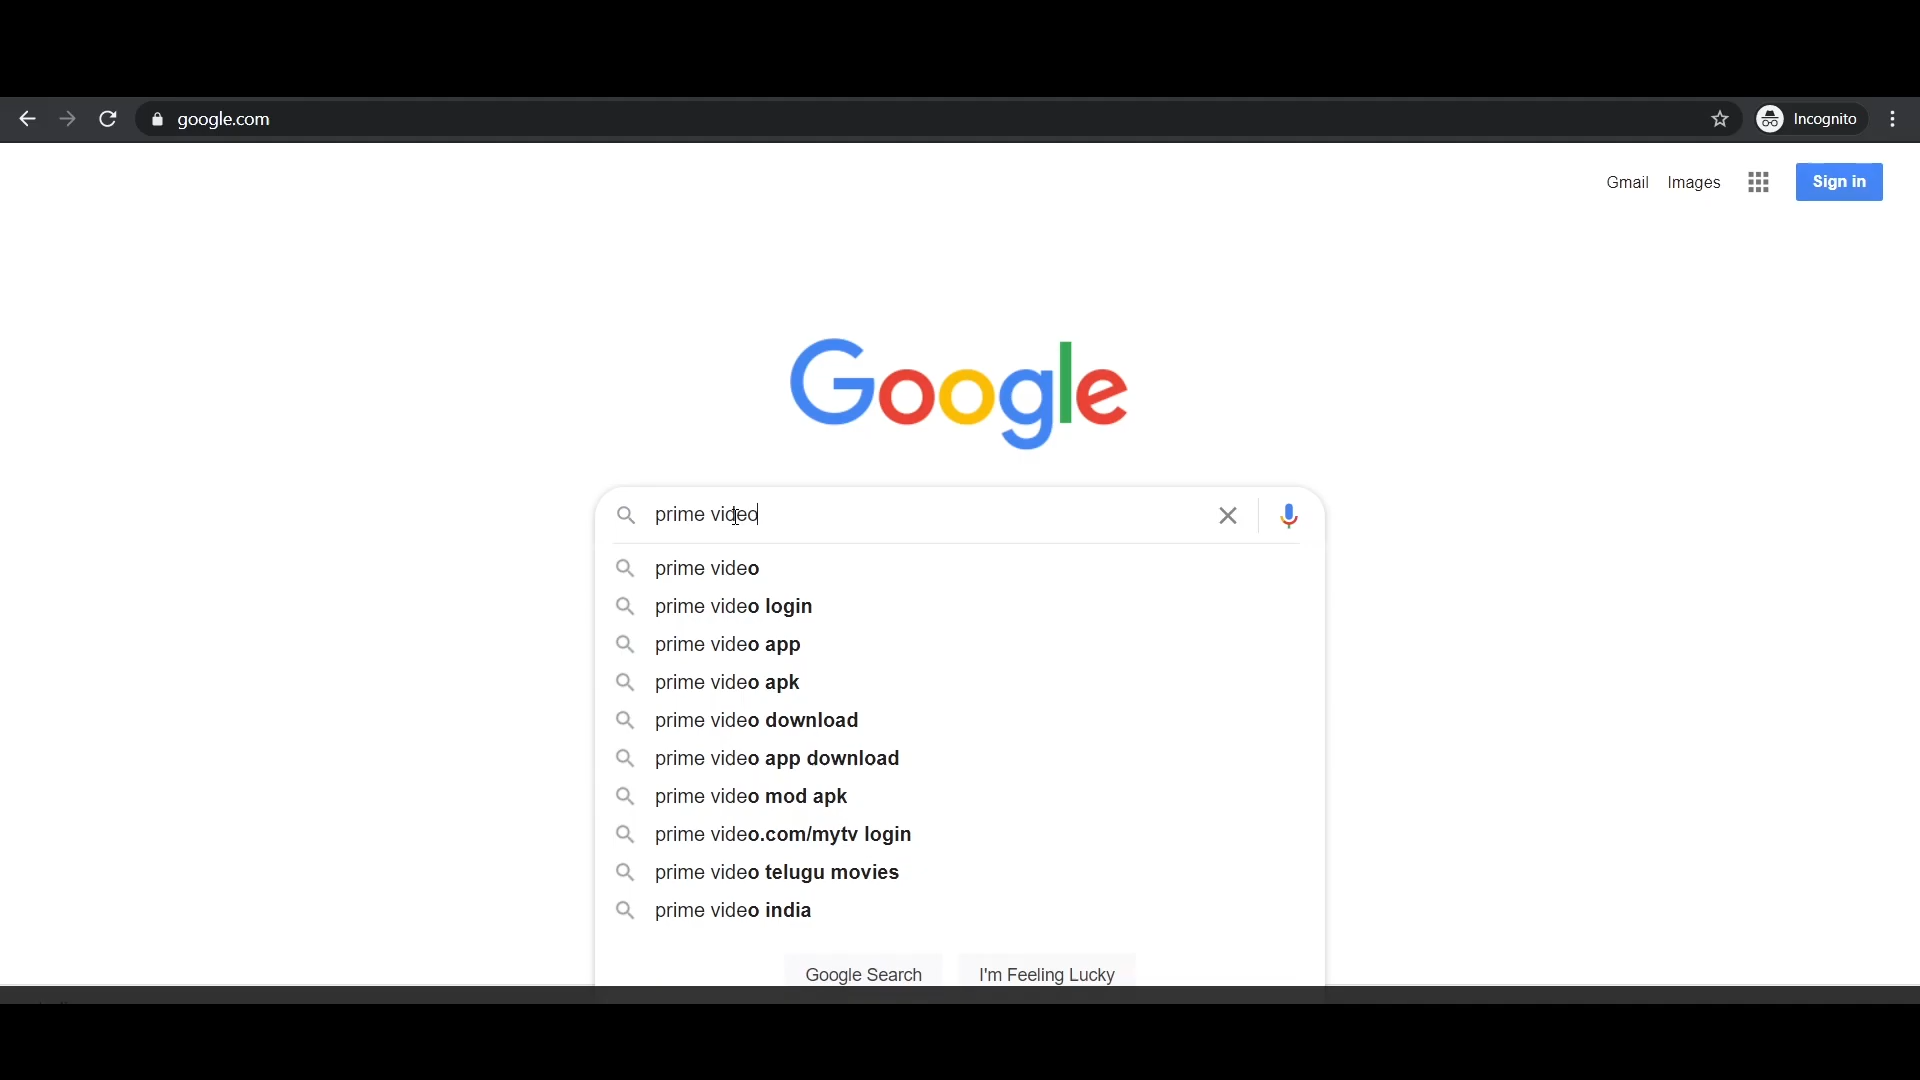 google.com
Incognito
Gmail Images Sign in
Google
prime video
prime video
prime video login
prime video app
prime video apk
prime video download
prime video app download
prime video mod apk
prime video.com/mytv login
prime video telugu movies
prime video india
Google Search I'm Feeling Lucky